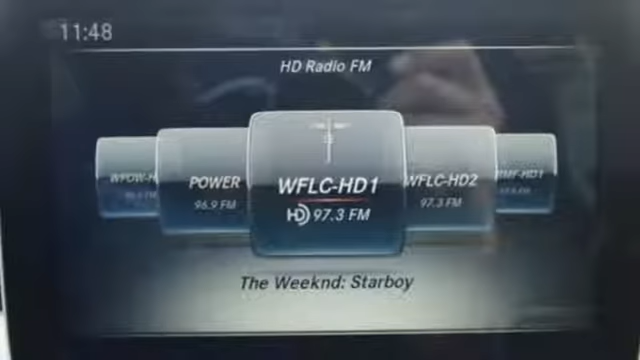 11:48
HD Radio FM
POWER
96.9 FM
WFLC-HD1
HD 97.3 FM
WFLC-HD2
97.3 FM
The Weeknd: Starboy